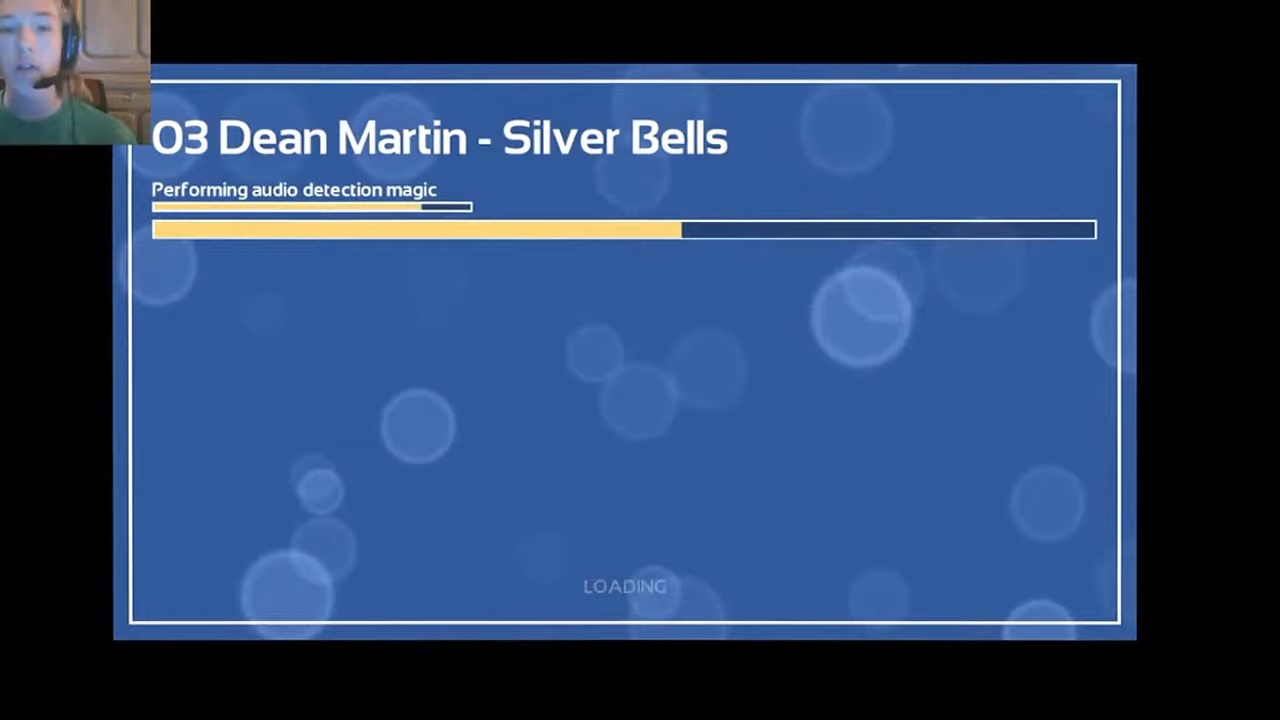 03 Dean Martin - Silver Bells
Performing audio detection magic
LOADING